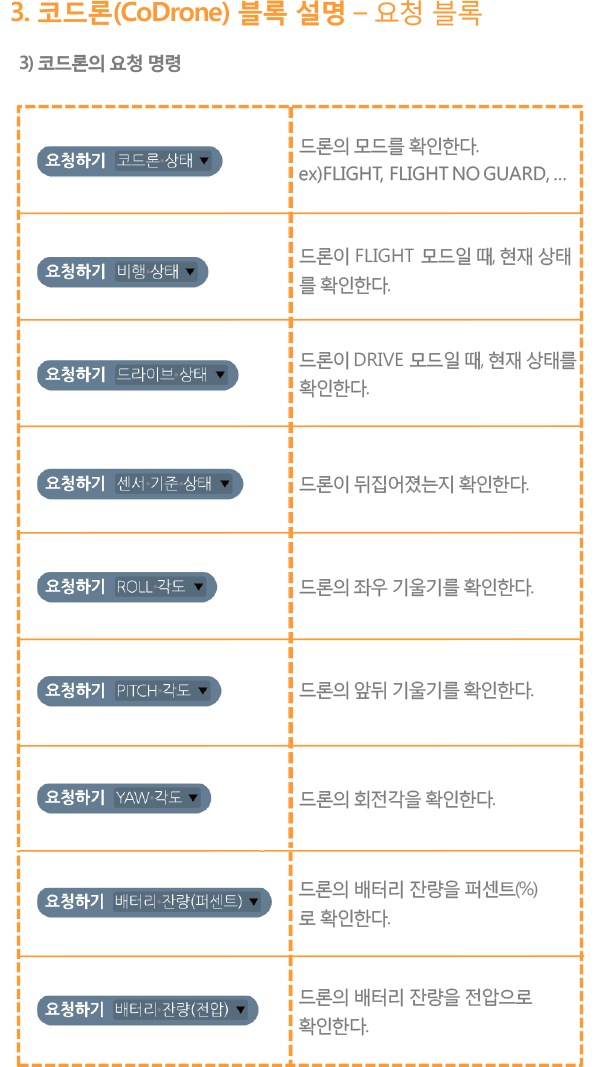 3. 코드론(CoDrone) 블록 설명 – 요청 블록
3) 코드론의 요청 명령
요청하기 코드론 상태 ▼
드론의 모드를 확인한다.
ex)FLIGHT, FLIGHT NO GUARD, ...
요청하기 비행 상태 ▼
드론이 FLIGHT 모드일 때, 현재 상태
를 확인한다.
요청하기 드라이브 상태 ▼
드론이 DRIVE 모드일 때, 현재 상태를
확인한다.
요청하기 센서 기준 상태 ▼
드론이 뒤집어졌는지 확인한다.
요청하기 ROLL 각도 ▼
드론의 좌우 기울기를 확인한다.
요청하기 PITCH 각도 ▼
드론의 앞뒤 기울기를 확인한다.
요청하기 YAW 각도 ▼
드론의 회전각을 확인한다.
요청하기 배터리 잔량(퍼센트) ▼
드론의 배터리 잔량을 퍼센트(%)
로 확인한다.
요청하기 배터리 잔량(전압) ▼
드론의 배터리 잔량을 전압으로
확인한다.